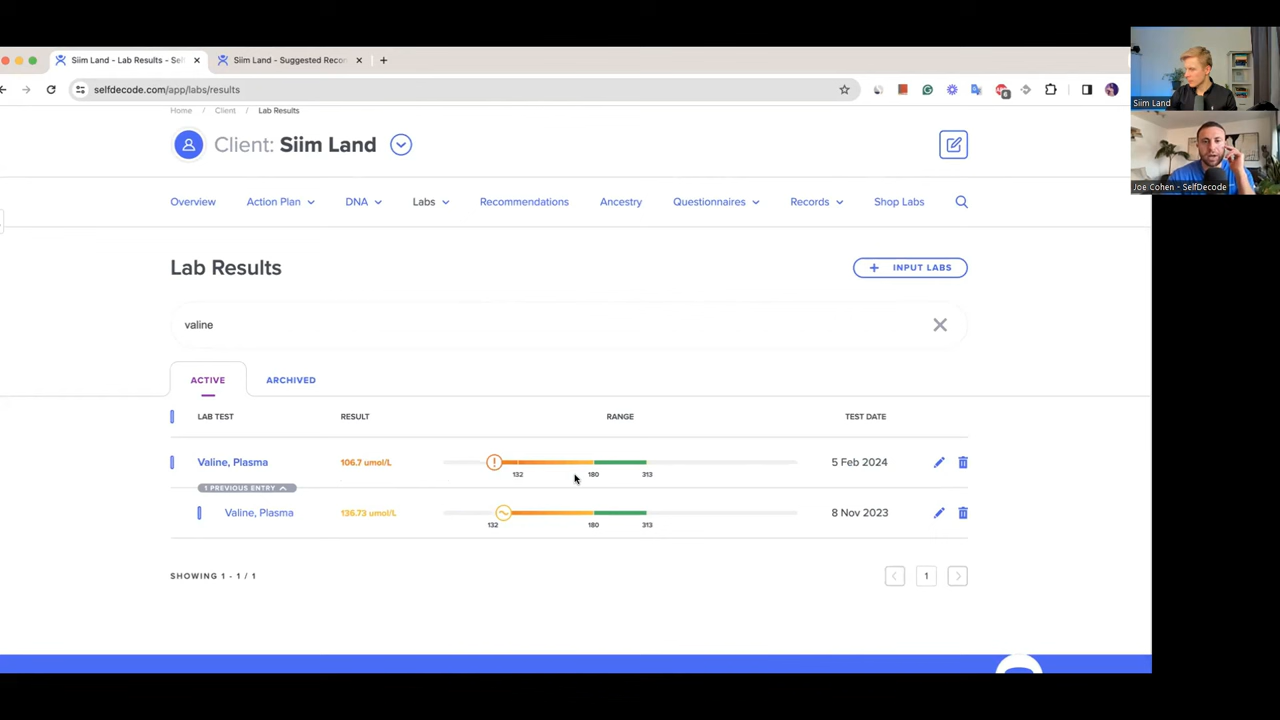 Siim Land - Lab Results - Sel
Siim Land - Suggested Reco
selfdecode.com/app/labs/results
6
Home / Client / Lab Results
Client: Siim Land
Overview
Action Plan
DNA
Labs
Recommendations
Ancestry
Questionnaires
Records
Shop Labs
Lab Results
+ INPUT LABS
valine
ACTIVE
ARCHIVED
LAB TEST RESULT RANGE TEST DATE
Valine, Plasma 106.7 umol/L 5 Feb 2024
132 180 313
1 PREVIOUS ENTRY
Valine, Plasma 136.73 umol/L 8 Nov 2023
132 180 313
SHOWING 1 - 1 / 1
1
Siim Land
Joe Cohen - SelfDecode